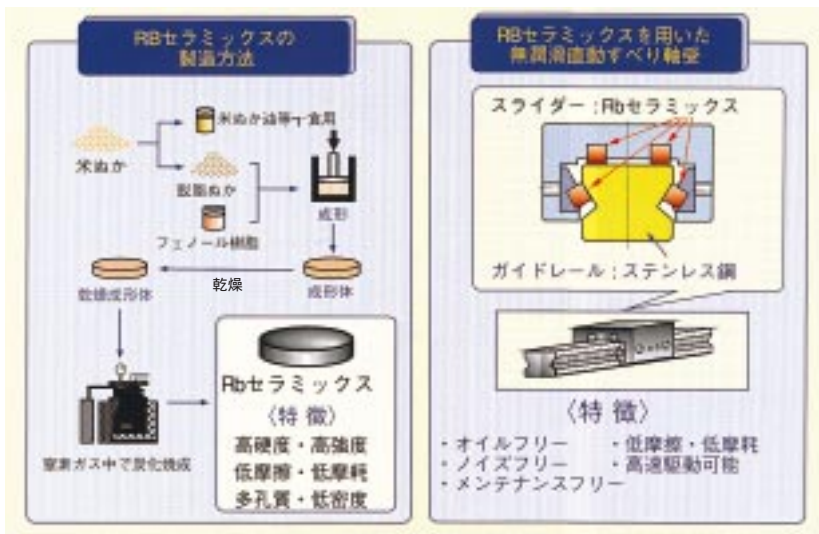 RBセラミックスの
製造方法
米ぬか
米ぬか油等→食用
脱脂ぬか
フェノール樹脂
成形
成形体
乾燥
乾燥成形体
窒素ガス中で炭化焼成
Rbセラミックス
〈特 徴〉
高硬度・高強度
低摩擦・低摩耗
多孔質・低密度
RBセラミックスを用いた
無潤滑直動すべり軸受
スライダー:Rbセラミックス
ガイドレール:ステンレス鋼
〈特 徴〉
・オイルフリー ・低摩擦・低摩耗
・ノイズフリー ・高速駆動可能
・メンテナンスフリー